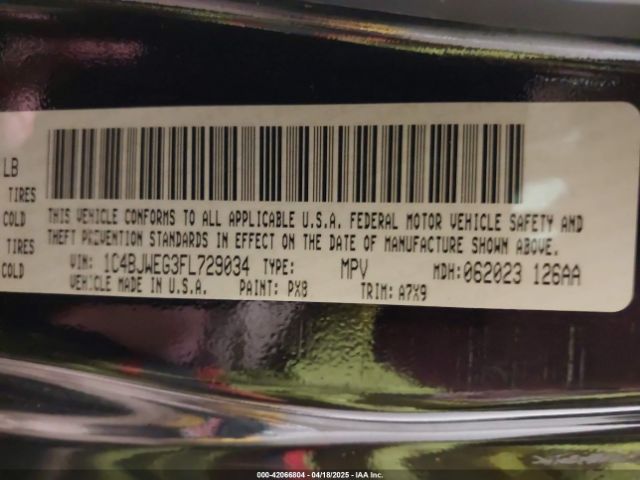 LB
TIRES
COLD
TIRES
COLD
THIS VEHICLE CONFORMS TO ALL APPLICABLE U.S.A. FEDERAL MOTOR VEHICLE SAFETY AND
THEFT PREVENTION STANDARDS IN EFFECT ON THE DATE OF MANUFACTURE SHOWN ABOVE.
VIN: 1C4BJWEG3FL729034 TYPE: MPV MDH: 062023 126AA
VEHICLE MADE IN U.S.A. PAINT: PX8 TRIM: A7X9
000-42066804 - 04/18/2025 - IAA Inc.